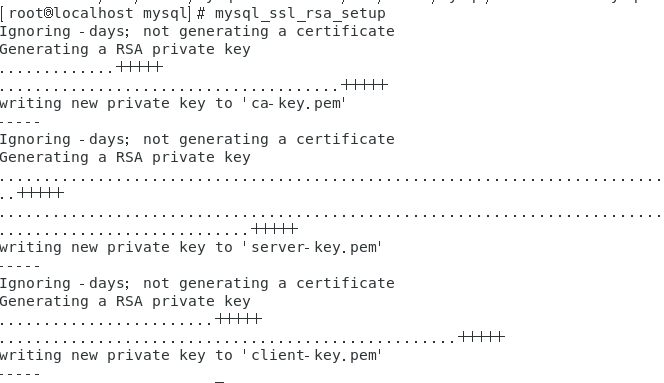 [root@localhost mysql]# mysql_ssl_rsa_setup
Ignoring -days; not generating a certificate
Generating a RSA private key
.............+++++
......................................+++++
writing new private key to 'ca-key.pem'
-----
Ignoring -days; not generating a certificate
Generating a RSA private key
..........................................................................
..+++++
..........................................................................
............................+++++
writing new private key to 'server-key.pem'
-----
Ignoring -days; not generating a certificate
Generating a RSA private key
........................+++++
...................................................+++++
writing new private key to 'client-key.pem'
-----